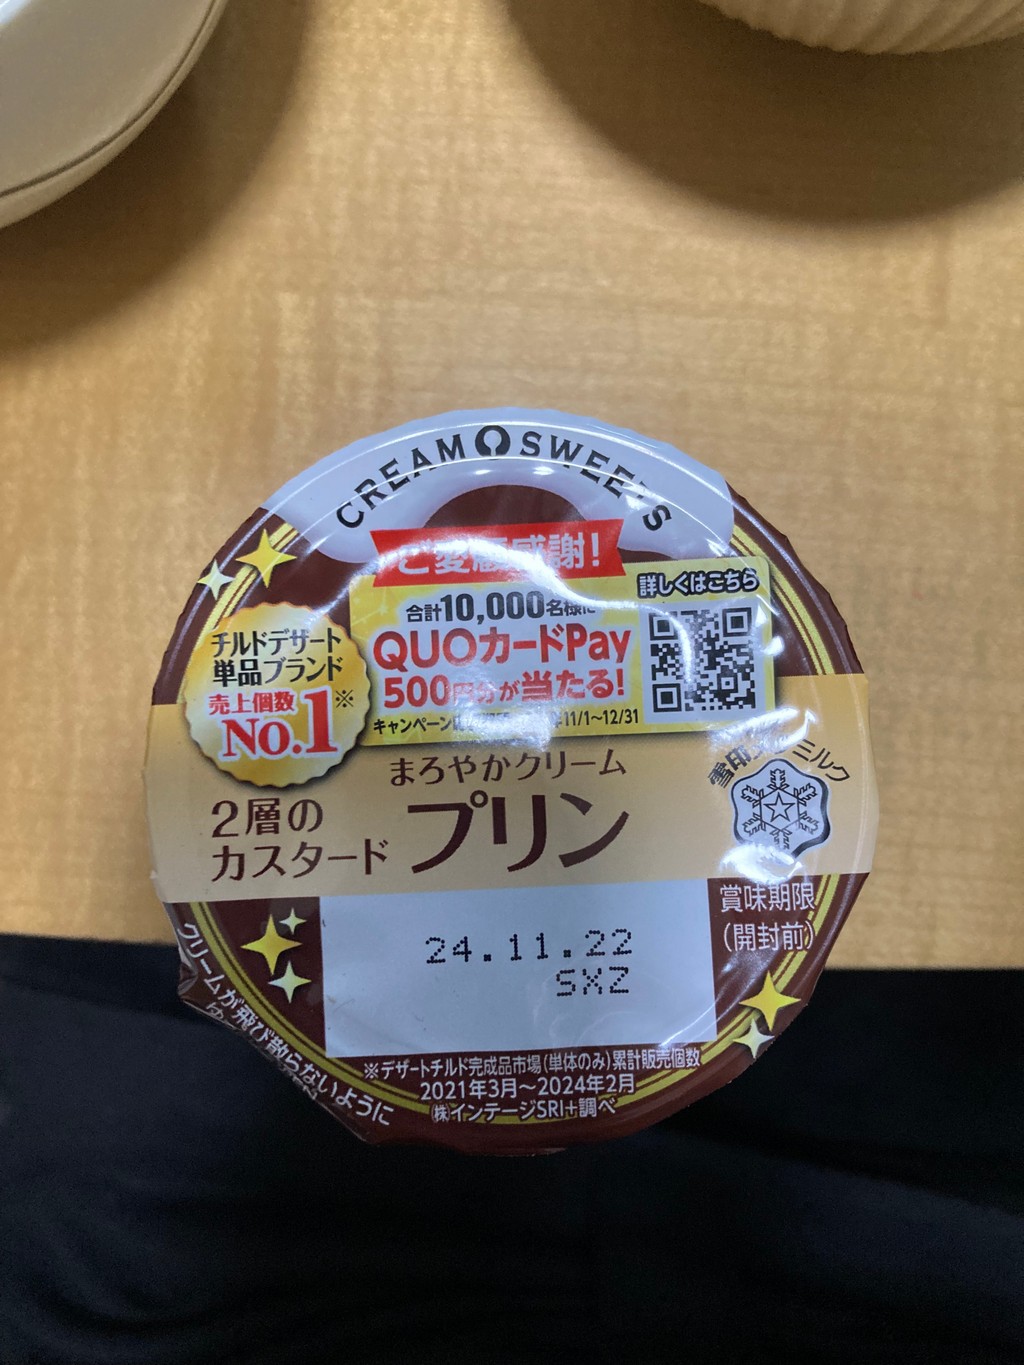 CREAM SWEETS
ご愛顧感謝!
詳しくはこちら
合計10,000名様に
QUOカードPay
500円分が当たる!
キャンペーン
11/1~12/31
チルドデザート
単品ブランド
売上個数
No.1※
まろやかクリーム
2層の
カスタード
プリン
雪印
ミルク
賞味期限
(開封前)
24.11.22
SXZ
クリームが飛び散らないように
※デザートチルド完成品市場(単体のみ)累計販売個数
2021年3月~2024年2月
㈱インテージSRI+調べ